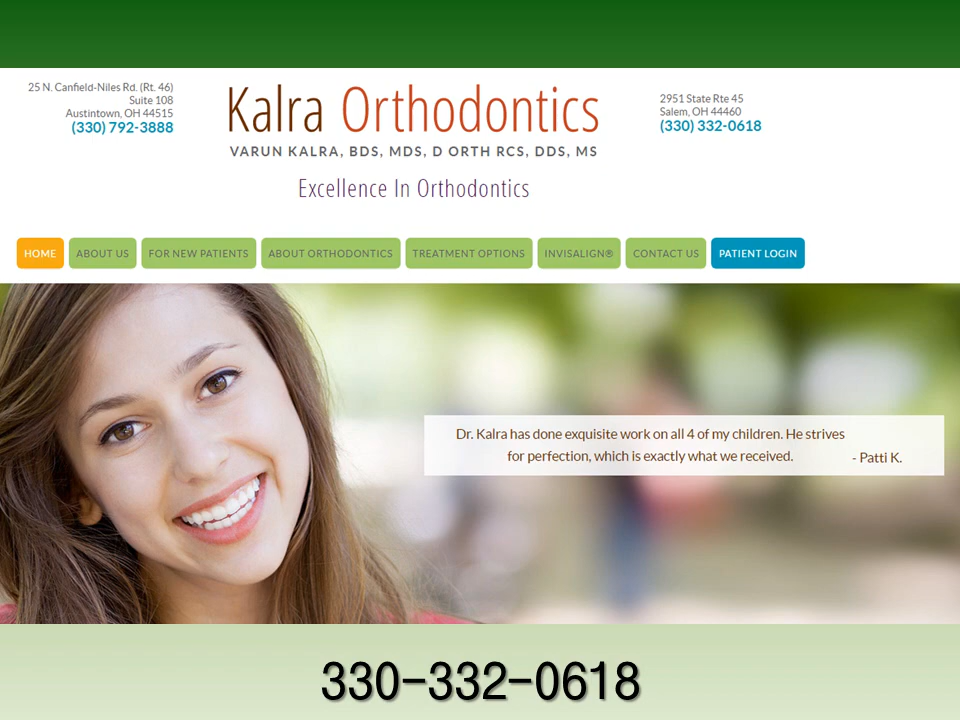 25 N. Canfield-Niles Rd. (Rt. 46)
Suite 108
Austintown, OH 44515
(330) 792-3888
Kalra Orthodontics
VARUN KALRA, BDS, MDS, D ORTH RCS, DDS, MS
Excellence In Orthodontics
2951 State Rte 45
Salem, OH 44460
(330) 332-0618
HOME
ABOUT US
FOR NEW PATIENTS
ABOUT ORTHODONTICS
TREATMENT OPTIONS
INVISALIGN®
CONTACT US
PATIENT LOGIN
Dr. Kalra has done exquisite work on all 4 of my children. He strives
for perfection, which is exactly what we received.
- Patti K.
330-332-0618